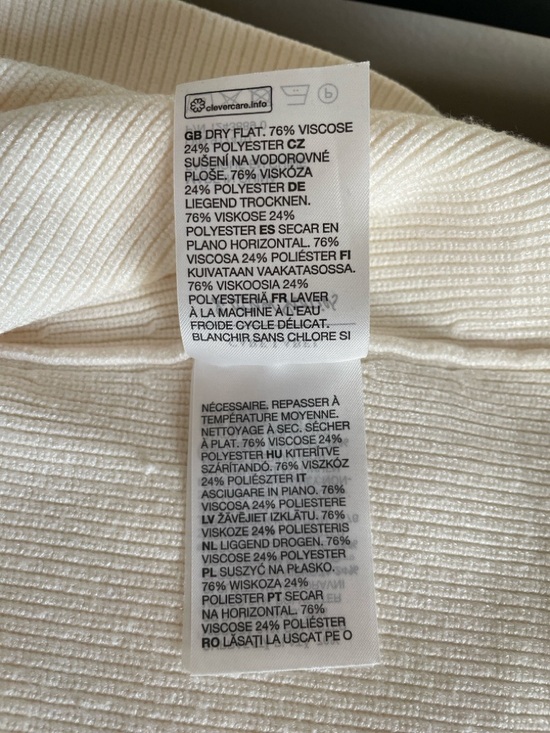 clevercare.info
P
GB DRY FLAT. 76% VISCOSE
24% POLYESTER CZ
SUŠENÍ NA VODOROVNÉ
PLOŠE. 76% VISKÓZA
24% POLYESTER DE
LIEGEND TROCKNEN.
76% VISKOSE 24%
POLYESTER ES SECAR EN
PLANO HORIZONTAL. 76%
VISCOSA 24% POLIÉSTER FI
KUIVATAAN VAAKATASOSSA.
76% VISKOOSIA 24%
POLYESTERIÄ FR LAVER
À LA MACHINE À L'EAU
FROIDE CYCLE DÉLICAT.
BLANCHIR SANS CHLORE SI
NÉCESSAIRE, REPASSER À
TEMPÉRATURE MOYENNE.
NETTOYAGE À SEC. SÉCHER
À PLAT. 76% VISCOSE 24%
POLYESTER HU KITERÍTVE
SZÁRÍTANDÓ. 76% VISZKÓZ
24% POLIÉSZTER IT
ASCIUGARE IN PIANO. 76%
VISCOSA 24% POLIESTERE
LV ŽĀVĒJIET IZKLĀTU. 76%
VISKOZE 24% POLIESTERIS
NL LIGGEND DROGEN. 76%
VISCOSE 24% POLYESTER
PL SUSZYĆ NA PŁASKO.
76% WISKOZA 24%
POLIESTER PT SECAR
NA HORIZONTAL. 76%
VISCOSE 24% POLIÉSTER
RO LĂSAȚI LA USCAT PE O